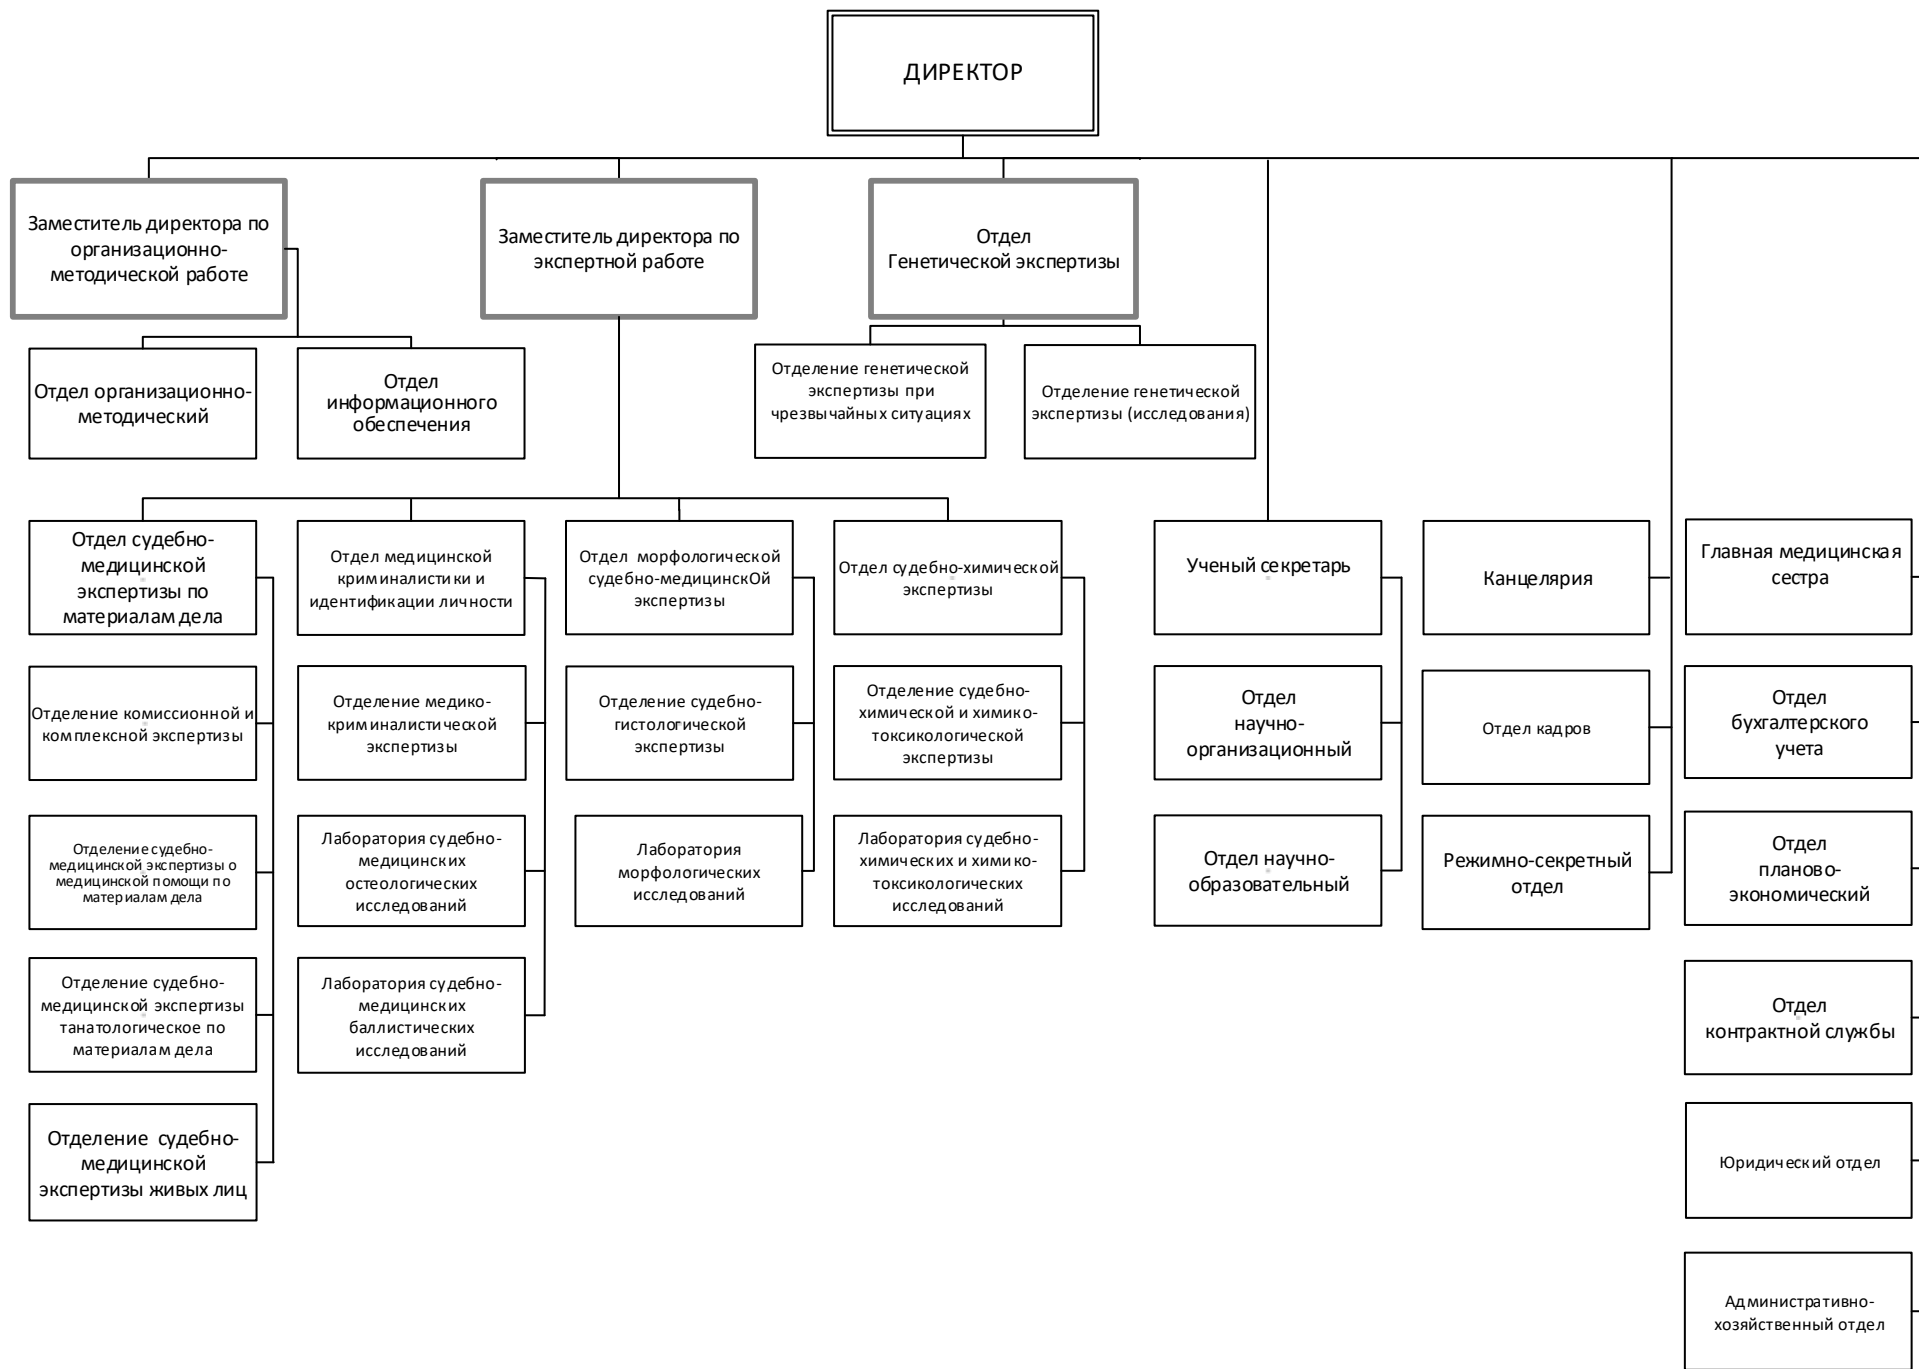 ДИРЕКТОР
Заместитель директора по
организационно-
методической работе
Заместитель директора по
экспертной работе
Отдел
Генетической экспертизы
Отдел организационно-
методический
Отдел
информационного
обеспечения
Отделение генетической
экспертизы при
чрезвычайных ситуациях
Отделение генетической
экспертизы (исследования)
Отдел судебно-
медицинской
экспертизы по
материалам дела
Отдел медицинской
криминалистики и
идентификации личности
Отдел морфологической
судебно-медицинскОй
экспертизы
Отдел судебно-химической
экспертизы
Ученый секретарь
Канцелярия
Главная медицинская
сестра
Отделение комиссионной и
комплексной экспертизы
Отделение медико-
криминалистической
экспертизы
Отделение судебно-
гистологической
экспертизы
Отделение судебно-
химической и химико-
токсикологической
экспертизы
Отдел
научно-
организационный
Отдел кадров
Отдел
бухгалтерского
учета
Отделение судебно-
медицинской экспертизы о
медицинской помощи по
материалам дела
Лаборатория судебно-
медицинских
остеологических
исследований
Лаборатория
морфологических
исследований
Лаборатория судебно-
химических и химико-
токсикологических
исследований
Отдел научно-
образовательный
Режимно-секретный
отдел
Отдел
планово-
экономический
Отделение судебно-
медицинской экспертизы
танатологическое по
материалам дела
Лаборатория судебно-
медицинских
баллистических
исследований
Отдел
контрактной службы
Отделение судебно-
медицинской
экспертизы живых лиц
Юридический отдел
Административно-
хозяйственный отдел